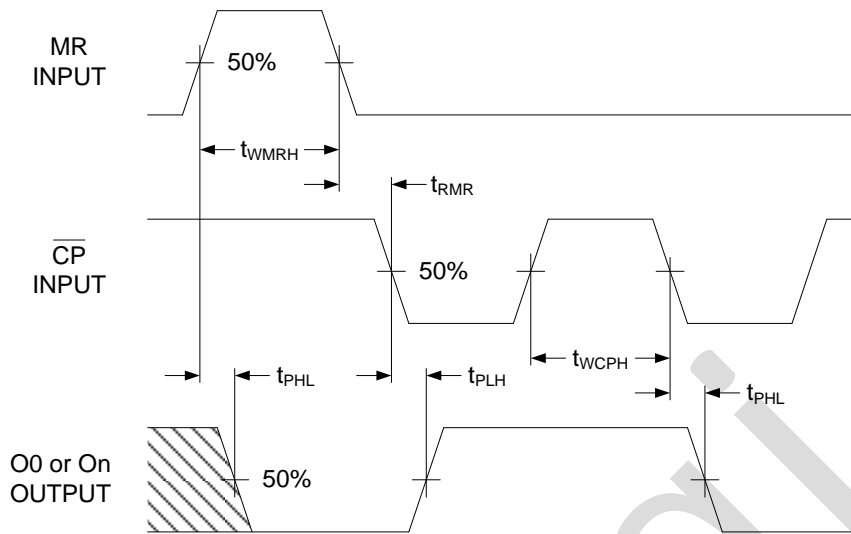 MR
INPUT
50%
tWMRH
tRMR
CP
INPUT
50%
tWCPH
tPHL
tPLH
tPHL
O0 or On
OUTPUT
50%